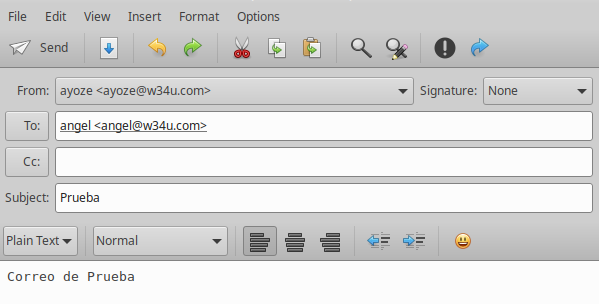 File Edit View Insert Format Options
Send
From: ayoze <ayoze@w34u.com> Signature: None
To: angel <angel@w34u.com>
Cc:
Subject: Prueba
Plain Text Normal
Correo de Prueba